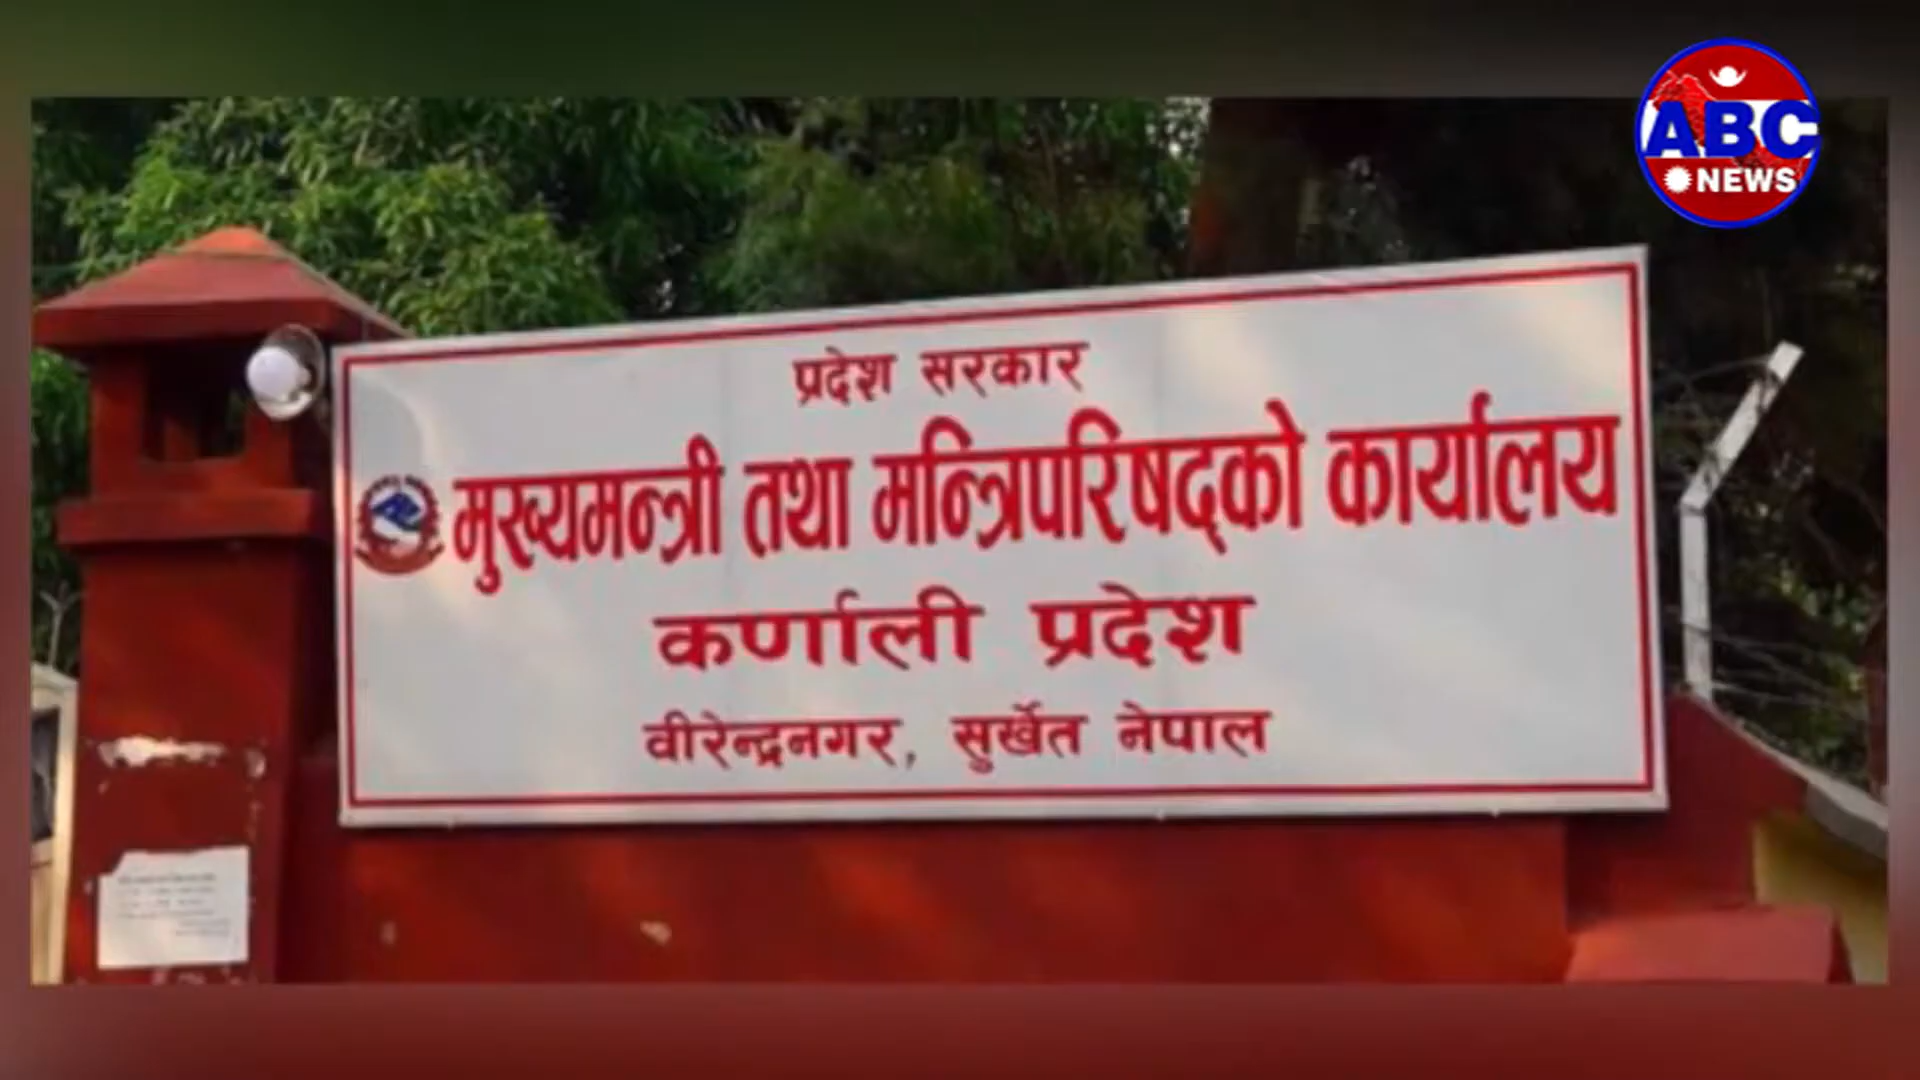 ABC
NEWS
प्रदेश सरकार
मुख्यमन्त्री तथा मन्त्रिपरिषद्को कार्यालय
कर्णाली प्रदेश
वीरेन्द्रनगर, सुर्खेत नेपाल